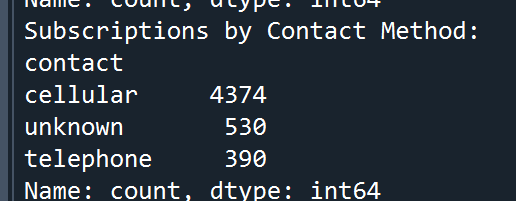 Name: count, dtype: int64
Subscriptions by Contact Method:
contact
cellular     4374
unknown       530
telephone     390
Name: count, dtype: int64